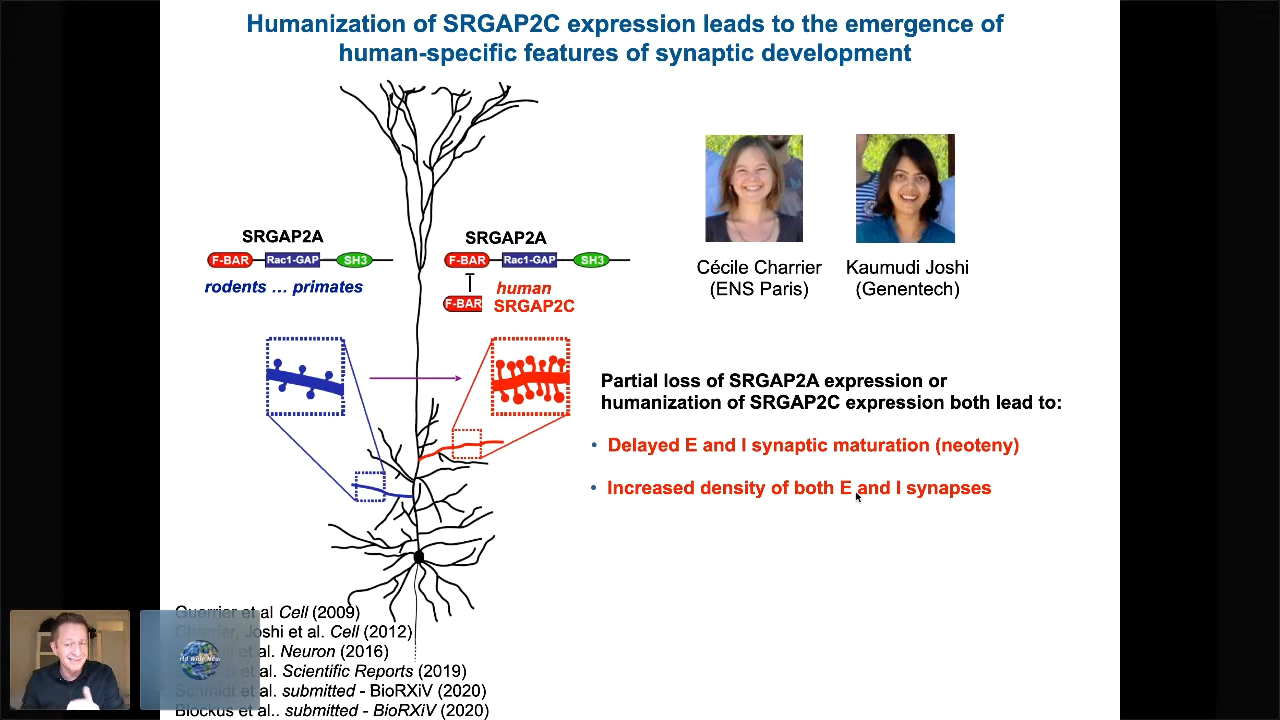 Humanization of SRGAP2C expression leads to the emergence of
human-specific features of synaptic development
SRGAP2A
F-BAR Rac1-GAP SH3
rodents ... primates
SRGAP2A
F-BAR Rac1-GAP SH3
F-BAR
human
SRGAP2C
Cécile Charrier
(ENS Paris)
Kaumudi Joshi
(Genentech)
Partial loss of SRGAP2A expression or
humanization of SRGAP2C expression both lead to:
• Delayed E and I synaptic maturation (neoteny)
• Increased density of both E and I synapses
Guerrier et al Cell (2009)
Charrier, Joshi et al. Cell (2012)
et al. Neuron (2016)
et al. Scientific Reports (2019)
Schmidt et al. submitted - BioRXiV (2020)
Blockus et al.. submitted - BioRXiV (2020)